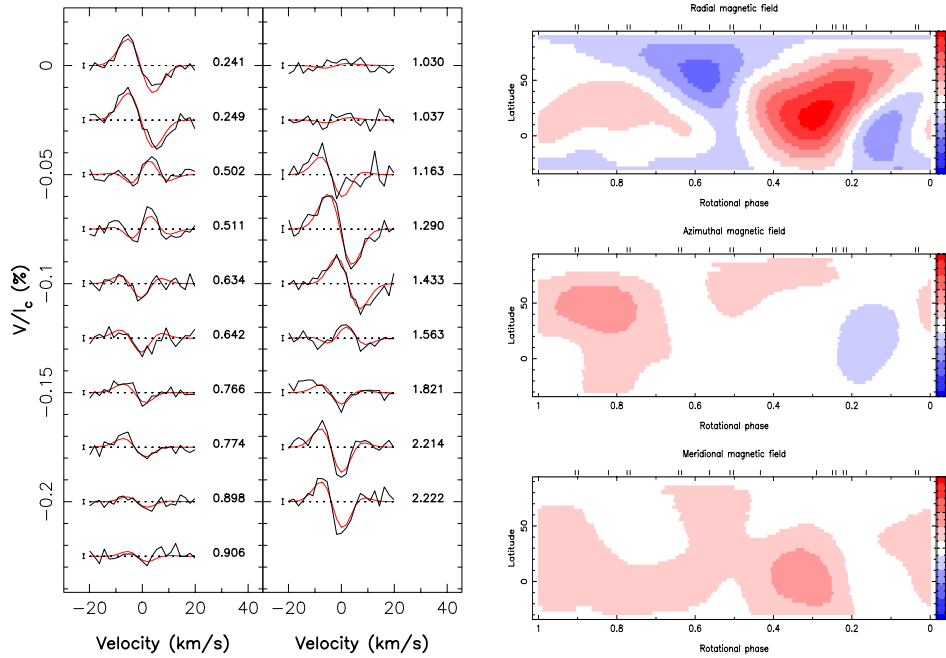 V/I_c (%)
0
−0.05
−0.1
−0.15
−0.2
0.241
0.249
0.502
0.511
0.634
0.642
0.766
0.774
0.898
0.906
−20 0 20 40
Velocity (km/s)
1.030
1.037
1.163
1.290
1.433
1.563
1.821
2.214
2.222
−20 0 20 40
Velocity (km/s)
Radial magnetic field
Latitude
50
0
1 0.8 0.6 0.4 0.2 0
Rotational phase
Azimuthal magnetic field
Latitude
50
0
1 0.8 0.6 0.4 0.2 0
Rotational phase
Meridional magnetic field
Latitude
50
0
1 0.8 0.6 0.4 0.2 0
Rotational phase